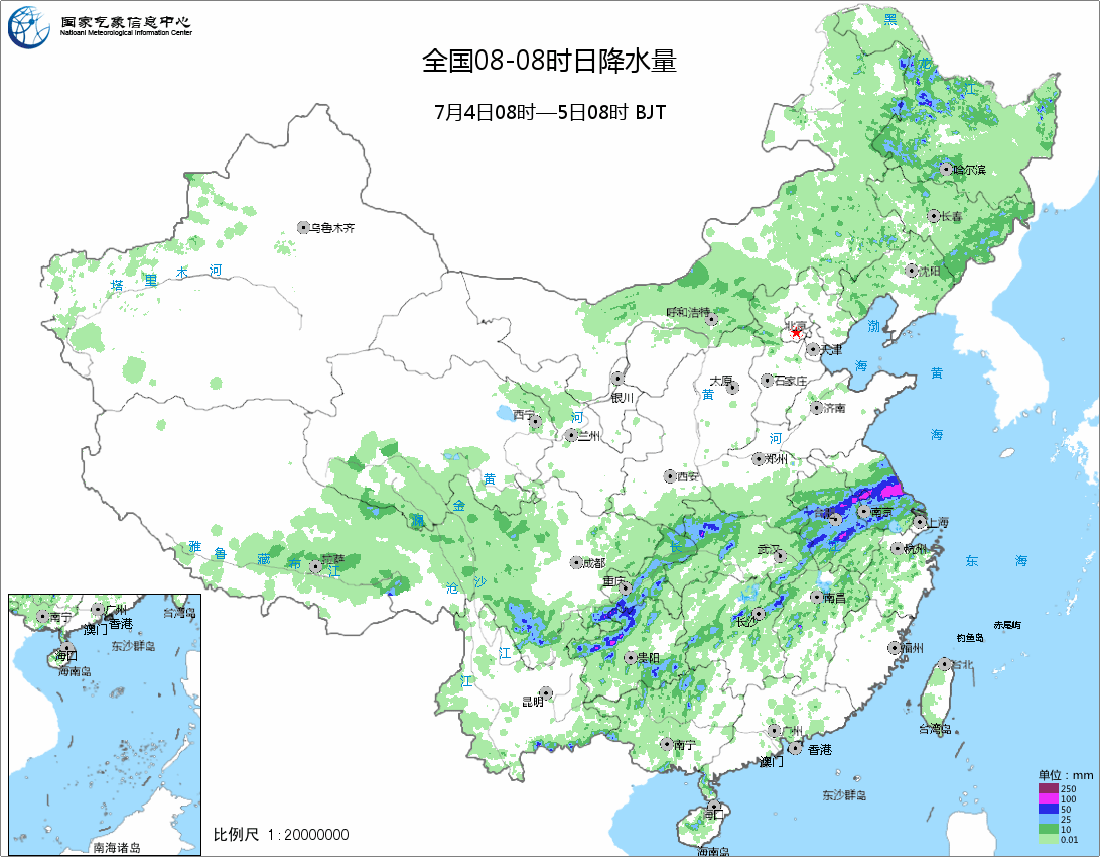 国家气象信息中心
Natioanl Meteorological Information Center
全国08-08时日降水量
7月4日08时—5日08时 BJT
黑
龙
江
哈尔滨
长春
沈阳
乌鲁木齐
塔 里 木 河
呼和浩特
北京
天津
渤
海
黄
海
银川
太原
石家庄
黄
济南
西宁
河
兰州
河
郑州
西安
黄
金
南京
上海
长
武汉
江
杭州
东 海
雅 鲁 藏 布 江
拉萨
成都
重庆
沧
沙
南昌
长沙
赤尾屿
钓鱼岛
福州
江
贵阳
台北
江
昆明
台湾岛
南宁
广州
香港
澳门
东沙群岛
海口
海南岛
南宁
广州
台湾岛
香港
澳门
东沙群岛
海口
海南岛
南海诸岛
比例尺 1:20000000
单位：mm
250
100
50
25
10
0.01